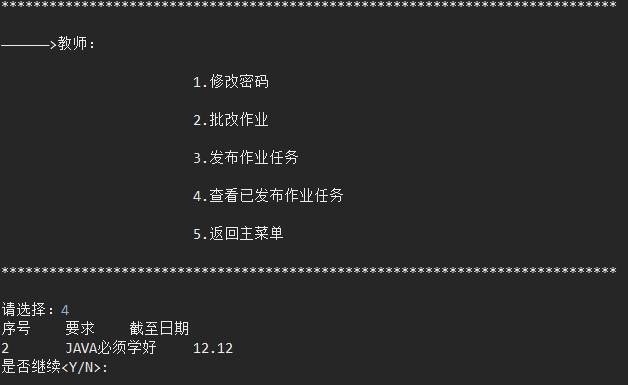 *****************************************************************************
——————>教师:
1.修改密码
2.批改作业
3.发布作业任务
4.查看已发布作业任务
5.返回主菜单
*****************************************************************************
请选择: 4
序号 要求 截至日期
2 JAVA必须学好 12.12
是否继续<Y/N>: